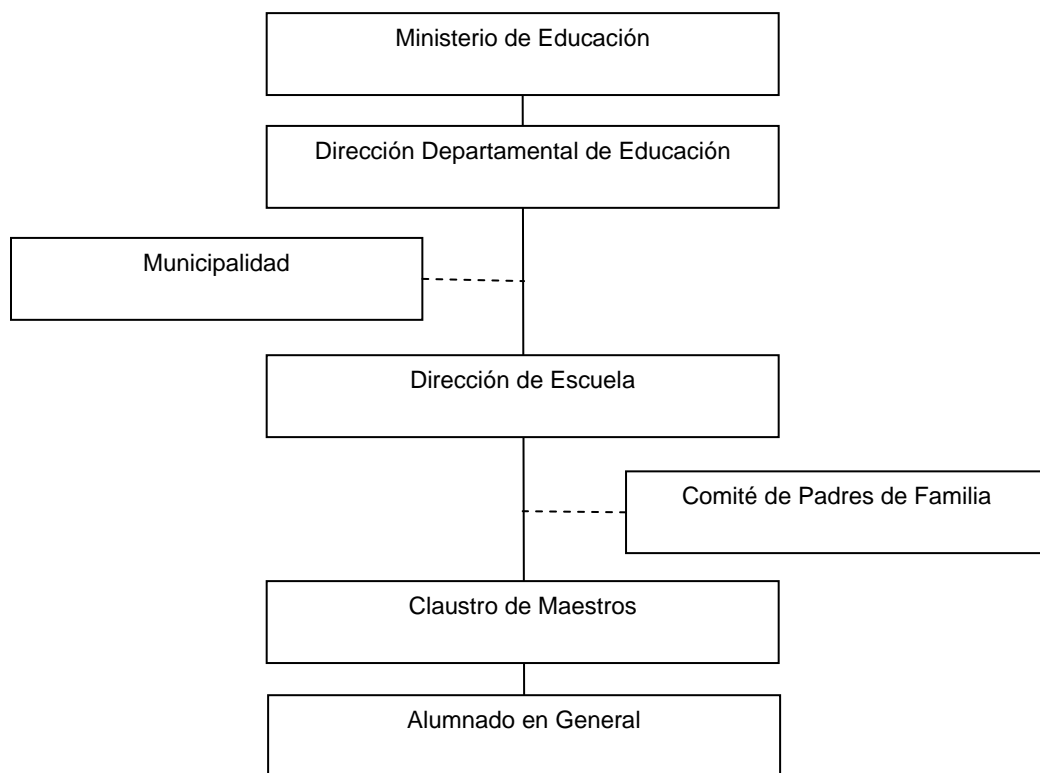 Ministerio de Educación
Dirección Departamental de Educación
Municipalidad
Dirección de Escuela
Comité de Padres de Familia
Claustro de Maestros
Alumnado en General